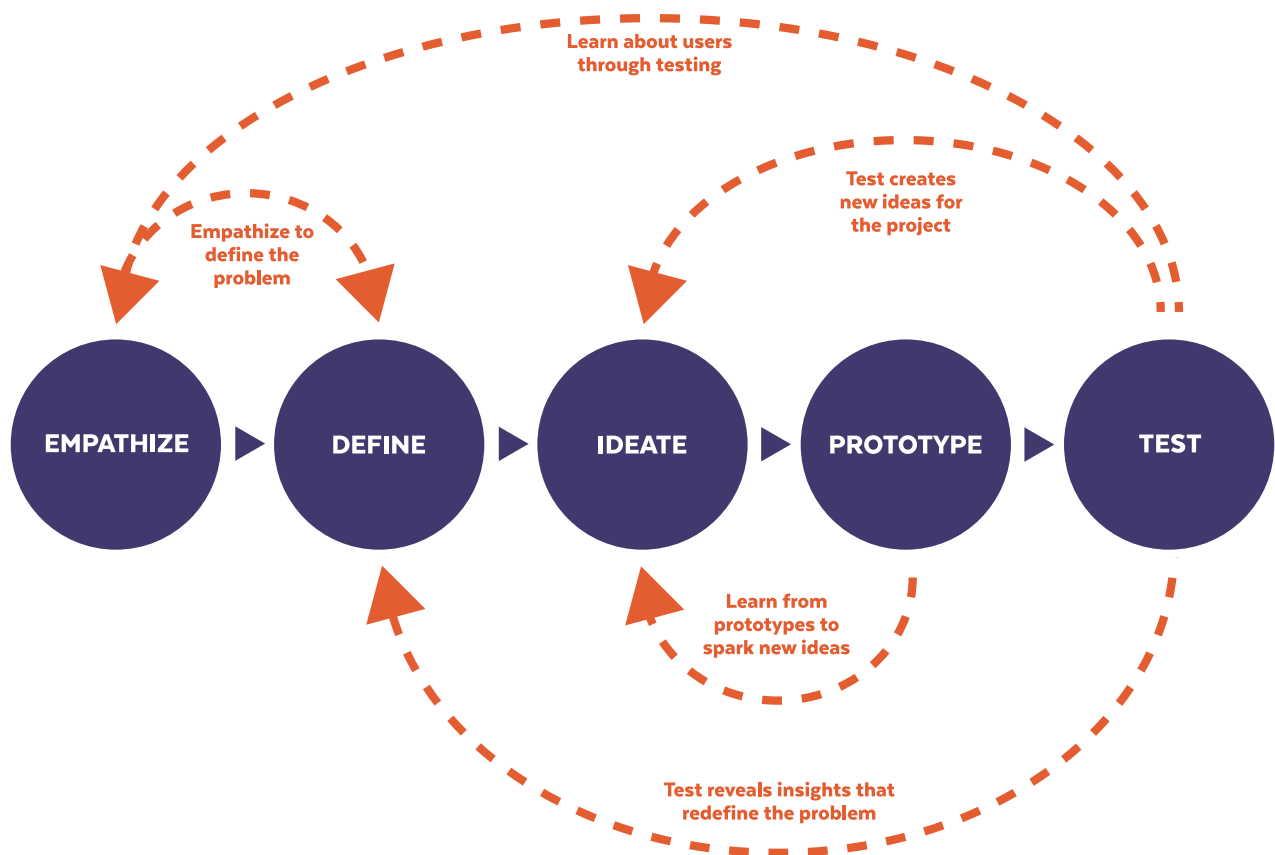 Learn about users
through testing
Test creates
new ideas for
the project
Empathize to
define the
problem
EMPATHIZE
DEFINE
IDEATE
PROTOTYPE
TEST
Learn from
prototypes to
spark new ideas
Test reveals insights that
redefine the problem